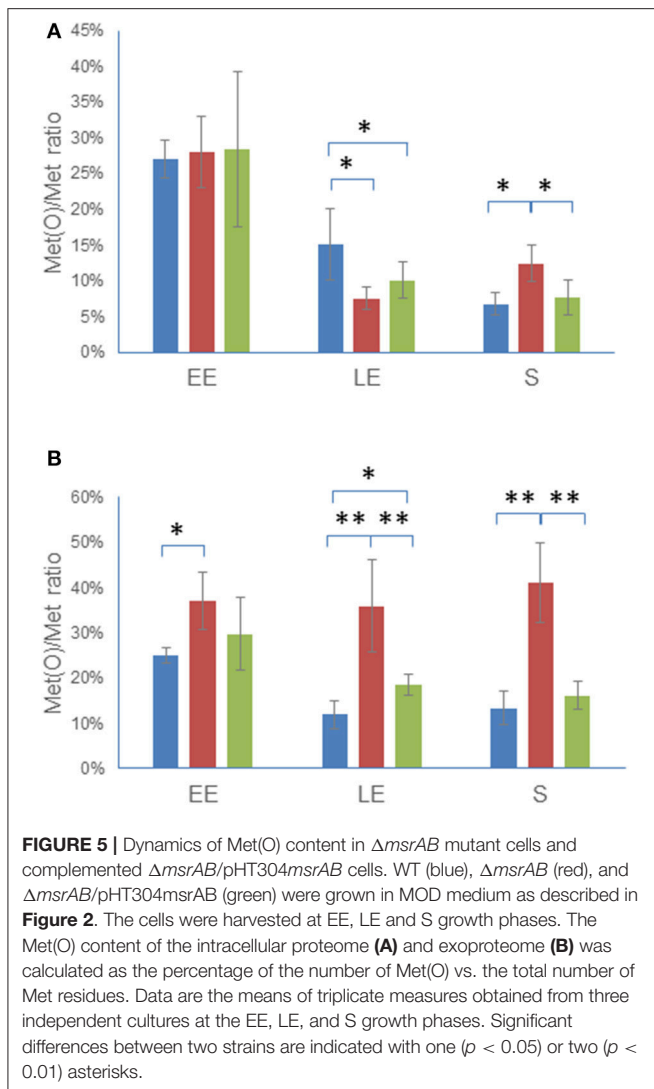 A
45%
40%
35%
30%
25%
20%
15%
10%
5%
0%
Met(O)/Met ratio
*
*
* *
EE LE S
B
60%
50%
40%
30%
20%
10%
0%
Met(O)/Met ratio
*
*
** **
** **
EE LE S
FIGURE 5 | Dynamics of Met(O) content in ΔmsrAB mutant cells and
complemented ΔmsrAB/pHT304msrAB cells. WT (blue), ΔmsrAB (red), and
ΔmsrAB/pHT304msrAB (green) were grown in MOD medium as described in
Figure 2. The cells were harvested at EE, LE and S growth phases. The
Met(O) content of the intracellular proteome (A) and exoproteome (B) was
calculated as the percentage of the number of Met(O) vs. the total number of
Met residues. Data are the means of triplicate measures obtained from three
independent cultures at the EE, LE, and S growth phases. Significant
differences between two strains are indicated with one (p < 0.05) or two (p <
0.01) asterisks.